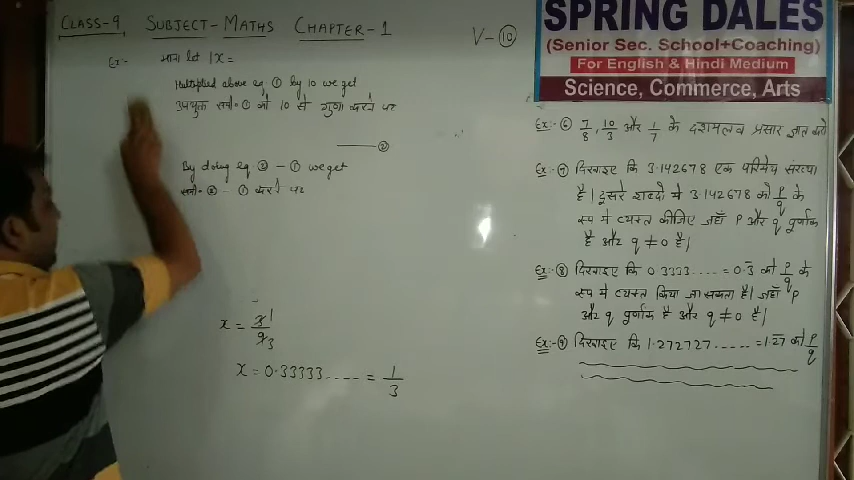 CLASS-9 SUBJECT-MATHS CHAPTER-1
V-10
SPRING DALES
(Senior Sec. School+Coaching)
For English & Hindi Medium
Science, Commerce, Arts
Ex:- माना let 1x=
Multiplied above eq ① by 10 we get
उपर्युक्त समी=① को 10 से गुणा करने पर
②
By doing eq ② - ① we get
समी=② - ① करने पर
x = 3 1 / 9 3
x = 0.33333..... = 1/3
Ex:-⑥ 7/8, 10/3 और 1/7 के दशमलव प्रसार ज्ञात करो
Ex:-⑦ दिखाइए कि 3.142678 एक परिमेय संख्या
है। दूसरे शब्दो मे 3.142678 को p/q के
रूप मे व्यक्त कीजिए जहाँ P और q पूर्णांक
है और q ≠ 0 है।
Ex:-⑧ दिखाइए कि 0.3333.... = 0.3̅ को p/q के
रूप मे व्यक्त किया जा सकता है। जहाँ P
और q पूर्णांक है और q ≠ 0 है।
Ex:-⑨ दिखाइए कि 1.272727..... = 1.2̅7̅ को p/q